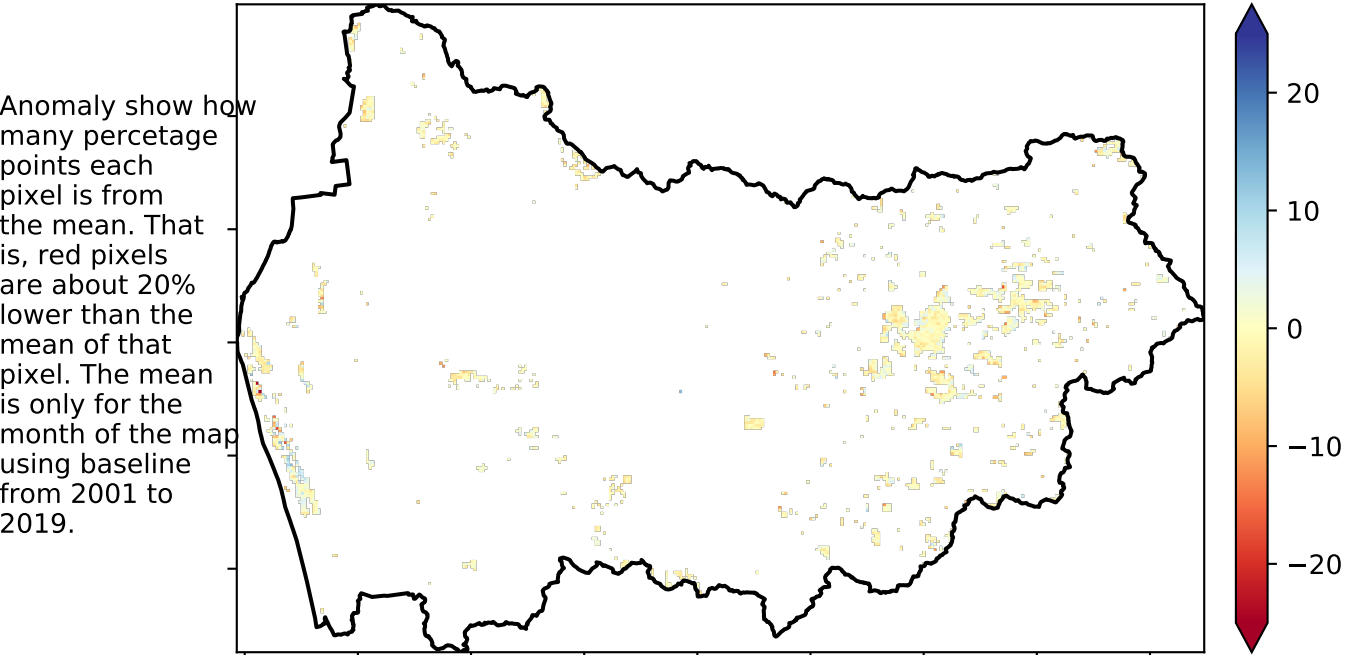 Anomaly show how
many percetage
points each
pixel is from
the mean. That
is, red pixels
are about 20%
lower than the
mean of that
pixel. The mean
is only for the
month of the map
using baseline
from 2001 to
2019.
20
10
0
−10
−20